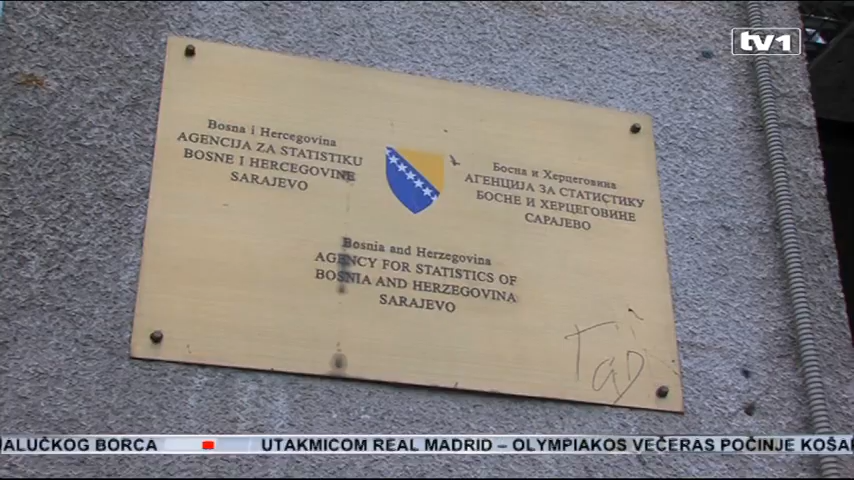 tv1
Bosna i Hercegovina
AGENCIJA ZA STATISTIKU
BOSNE I HERCEGOVINE
SARAJEVO
Босна и Херцеговина
АГЕНЦИЈА ЗА СТАТИСТИКУ
БОСНЕ И ХЕРЦЕГОВИНЕ
САРАЈЕВО
Bosnia and Herzegovina
AGENCY FOR STATISTICS OF
BOSNIA AND HERZEGOVINA
SARAJEVO
ALUČKOG BORCA
UTAKMICOM REAL MADRID – OLYMPIAKOS VEČERAS POČINJE KOŠA